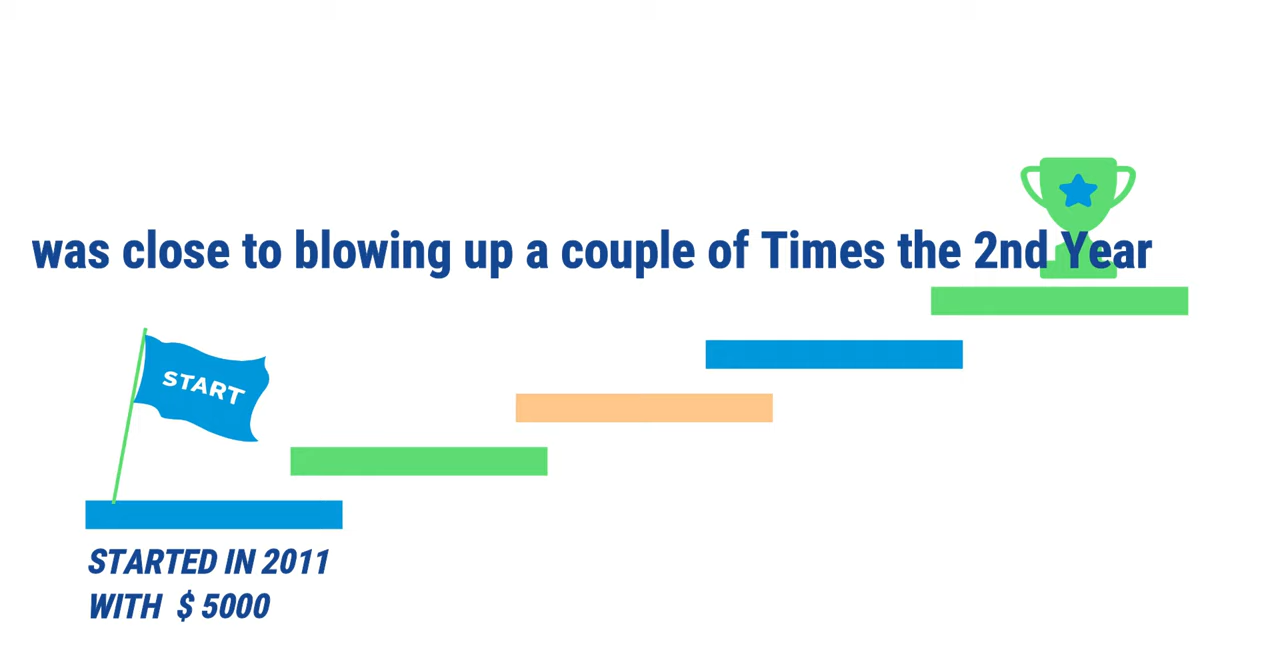 was close to blowing up a couple of Times the 2nd Year
START
STARTED IN 2011
WITH $ 5000